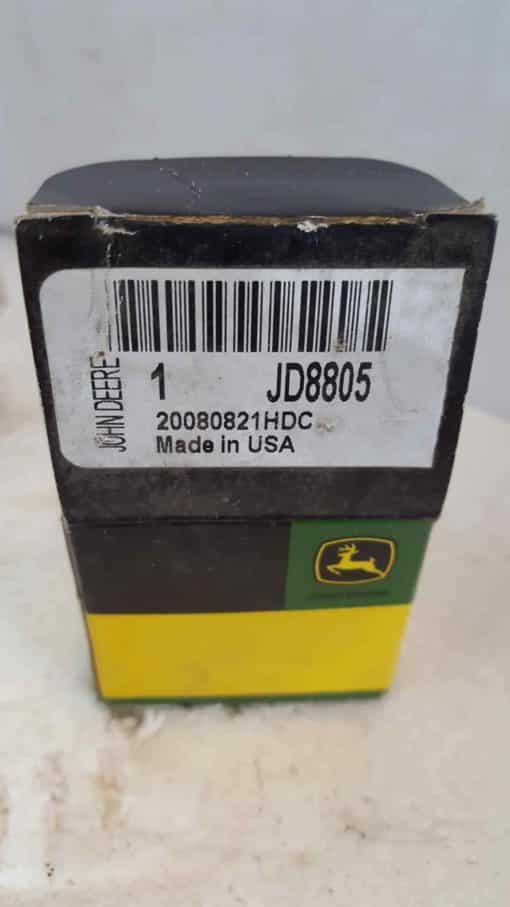 JOHN DEERE
1 JD8805
20080821HDC
Made in USA